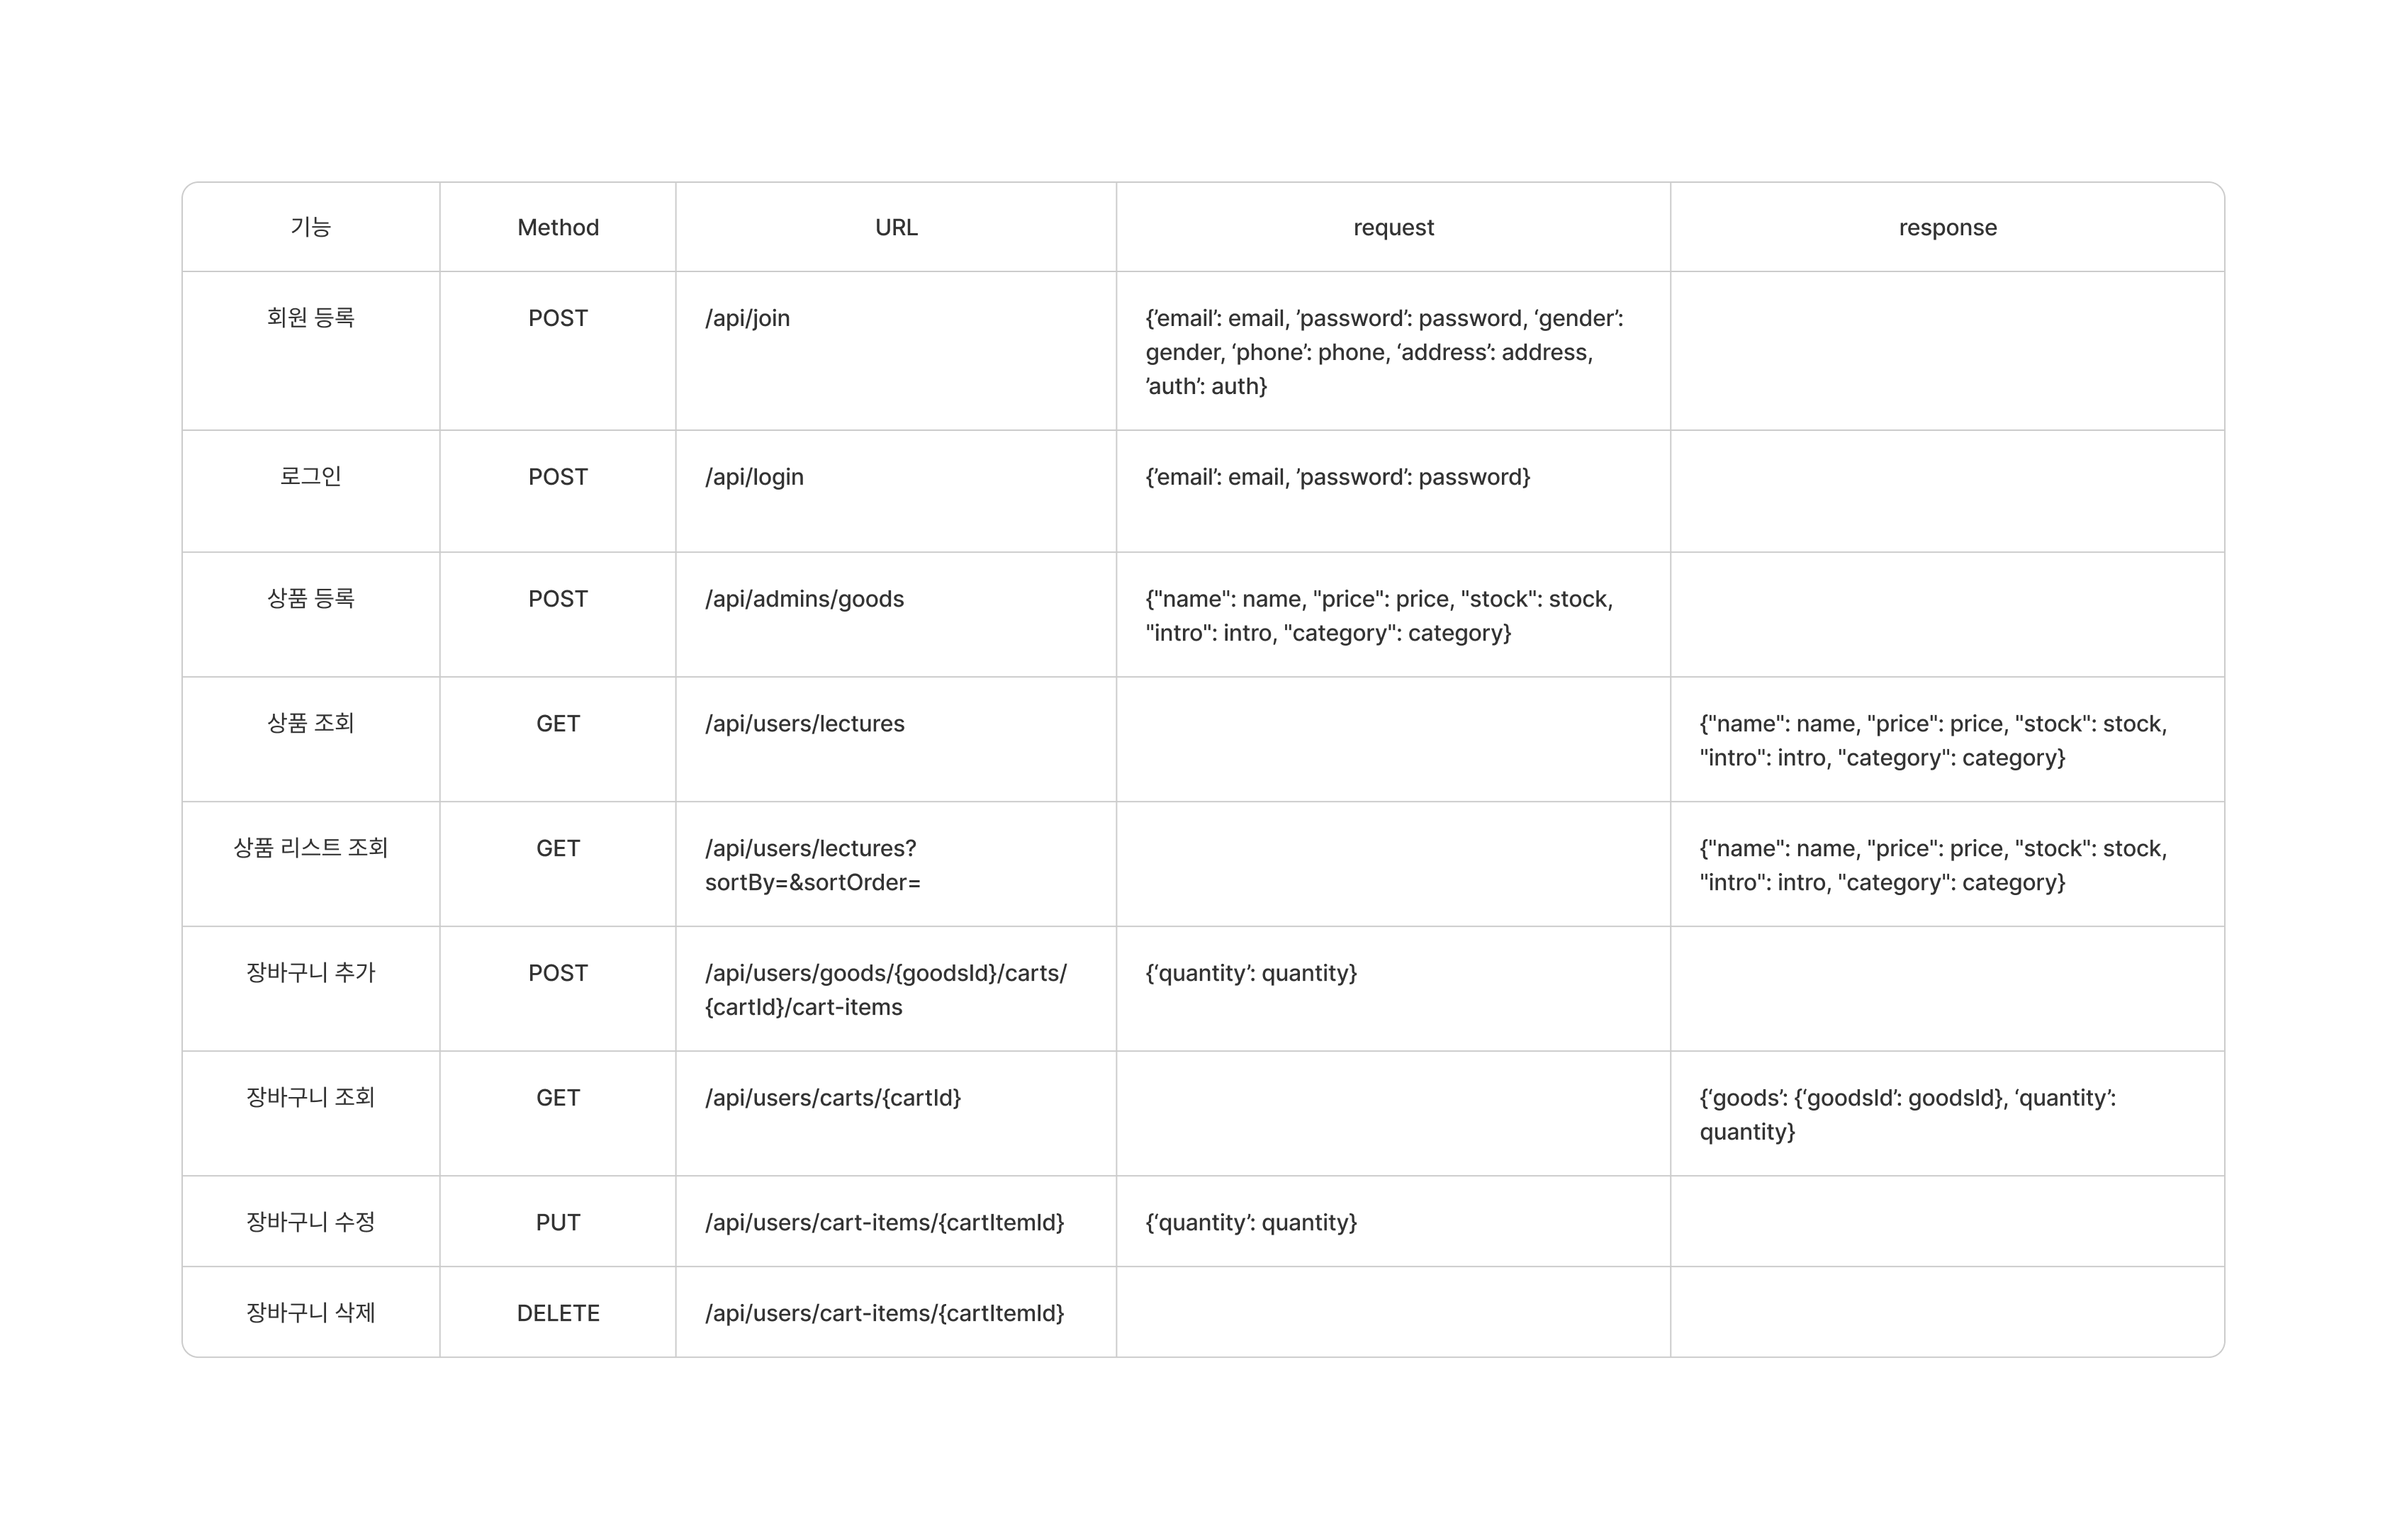 기능 Method URL request response
회원 등록 POST /api/join {’email’: email, ’password’: password, ‘gender’:
gender, ‘phone’: phone, ‘address’: address,
’auth’: auth}
로그인 POST /api/login {’email’: email, ’password’: password}
상품 등록 POST /api/admins/goods {"name": name, "price": price, "stock": stock,
"intro": intro, "category": category}
상품 조회 GET /api/users/lectures {"name": name, "price": price, "stock": stock,
"intro": intro, "category": category}
상품 리스트 조회 GET /api/users/lectures? {"name": name, "price": price, "stock": stock,
sortBy=&sortOrder= "intro": intro, "category": category}
장바구니 추가 POST /api/users/goods/{goodsId}/carts/ {‘quantity’: quantity}
{cartId}/cart-items
장바구니 조회 GET /api/users/carts/{cartId} {‘goods’: {‘goodsId’: goodsId}, ‘quantity’:
quantity}
장바구니 수정 PUT /api/users/cart-items/{cartItemId} {‘quantity’: quantity}
장바구니 삭제 DELETE /api/users/cart-items/{cartItemId}